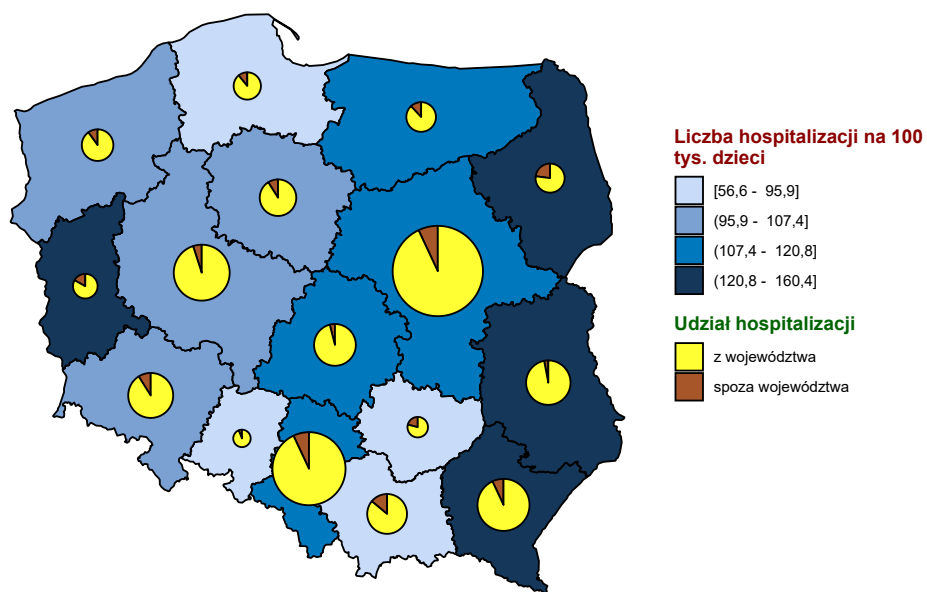 Liczba hospitalizacji na 100
tys. dzieci
[56,6 - 95,9]
(95,9 - 107,4]
(107,4 - 120,8]
(120,8 - 160,4]
Udział hospitalizacji
z województwa
spoza województwa